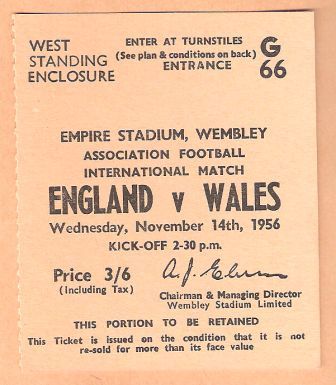 WEST
STANDING
ENCLOSURE
ENTER AT TURNSTILES
(See plan & conditions on back)
ENTRANCE
G
66
EMPIRE STADIUM, WEMBLEY
ASSOCIATION FOOTBALL
INTERNATIONAL MATCH
ENGLAND v WALES
Wednesday, November 14th, 1956
KICK-OFF 2-30 p.m.
Price 3/6
(Including Tax)
Chairman & Managing Director
Wembley Stadium Limited
THIS PORTION TO BE RETAINED
This Ticket is issued on the condition that it is not
re-sold for more than its face value